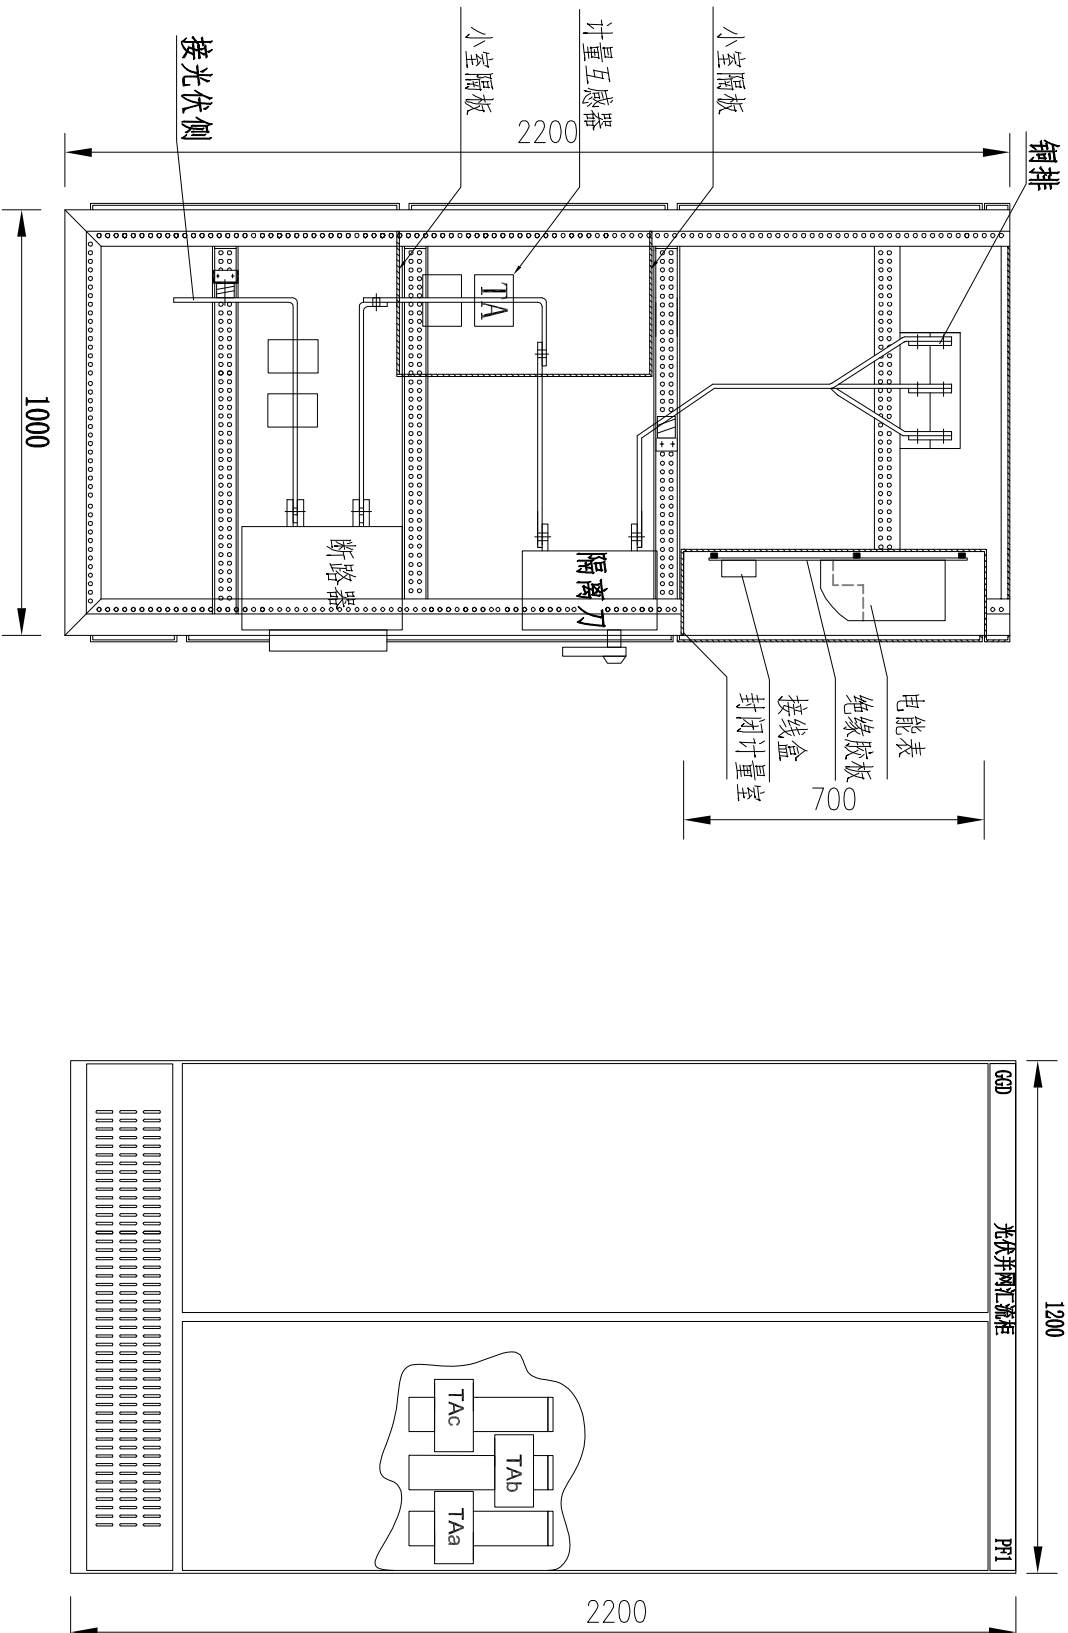 铜排
小室隔板
计量互感器
小室隔板
接光伏侧
2200
1000
TA
断路器
隔离刀
电能表
绝缘胶板
接线盒
封闭计量室
700
GGD
光伏并网汇流柜
PF1
1200
TAc
TAb
TAa
2200